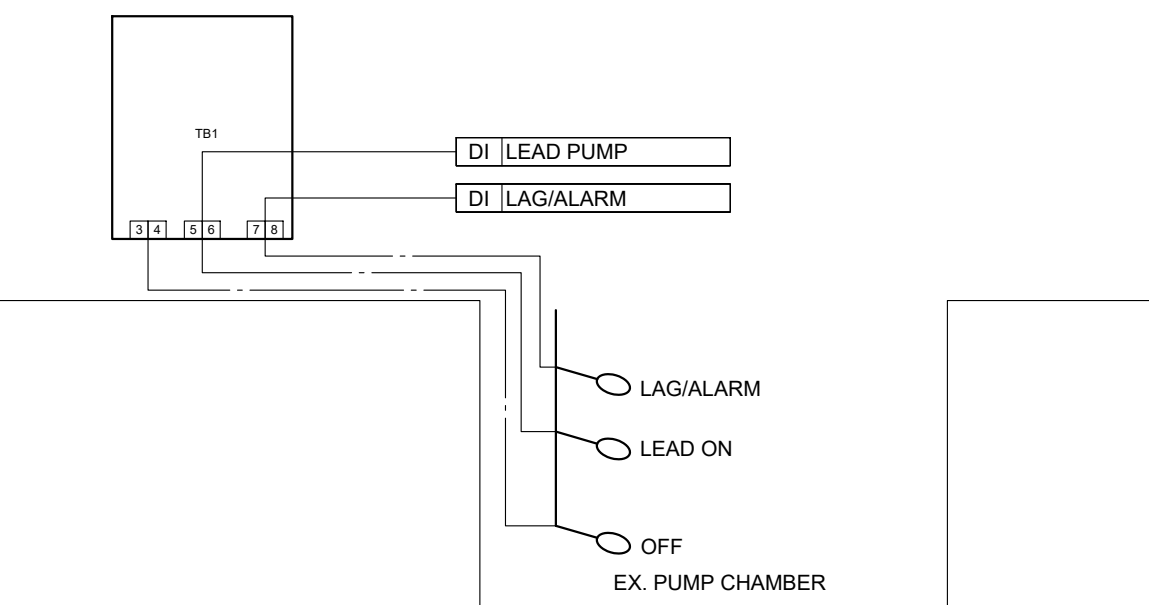 TB1
DI LEAD PUMP
DI LAG/ALARM
3 4 5 6 7 8
LAG/ALARM
LEAD ON
OFF
EX. PUMP CHAMBER